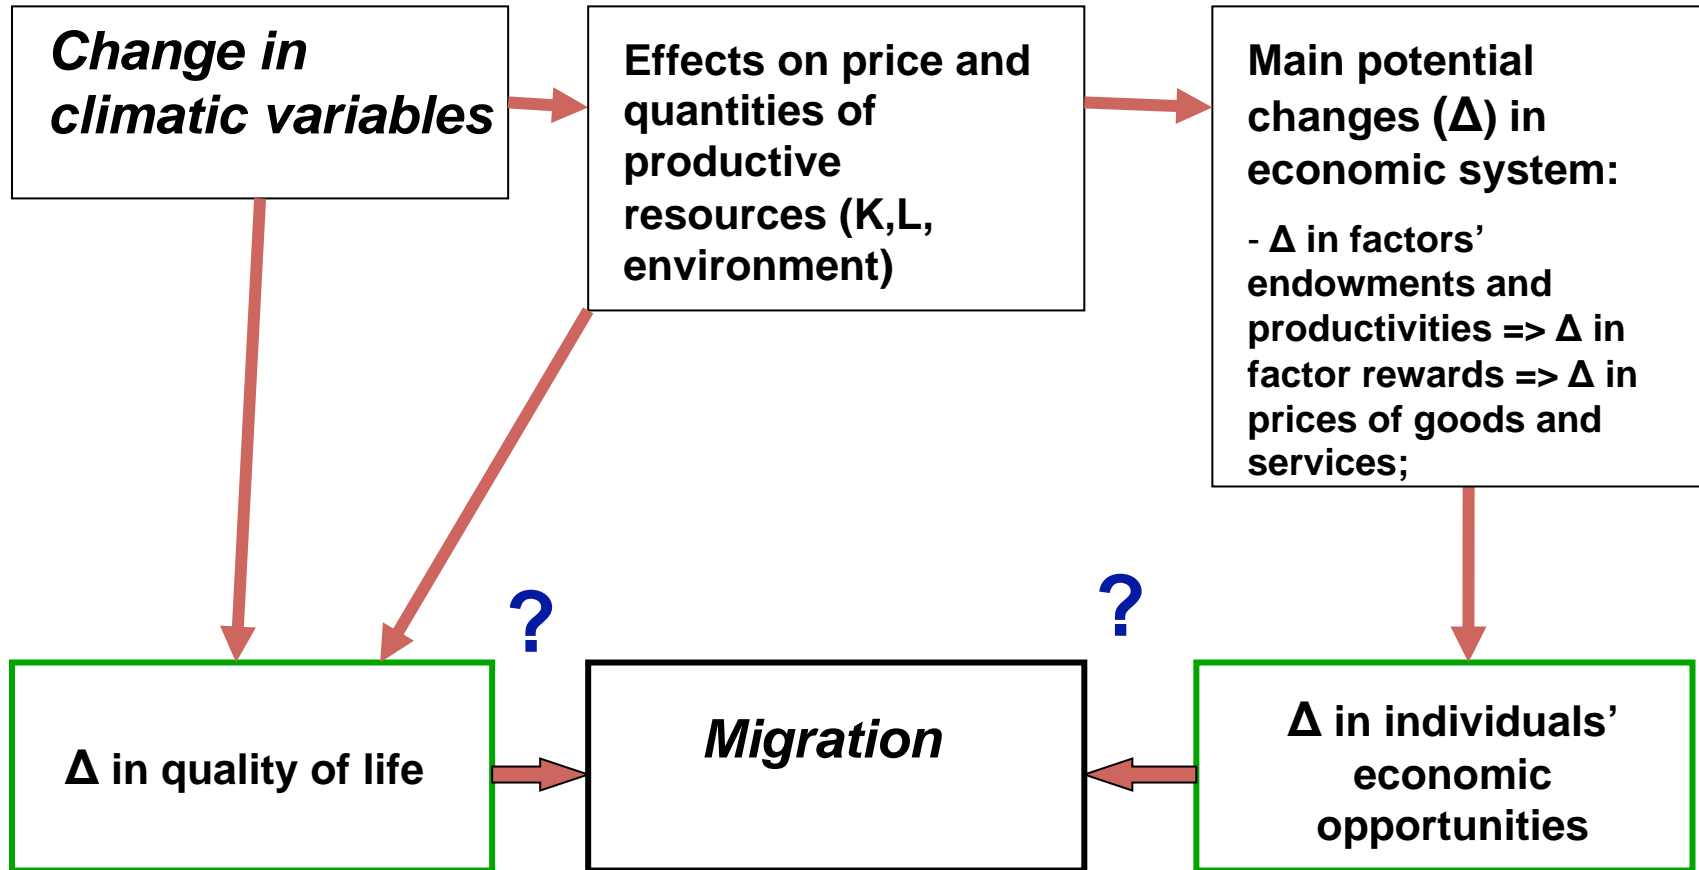 Change in
climatic variables
Effects on price and
quantities of
productive
resources (K,L,
environment)
Main potential
changes (Δ) in
economic system:
- Δ in factors’
endowments and
productivities => Δ in
factor rewards => Δ in
prices of goods and
services;
?
?
Δ in quality of life
Migration
Δ in individuals’
economic
opportunities